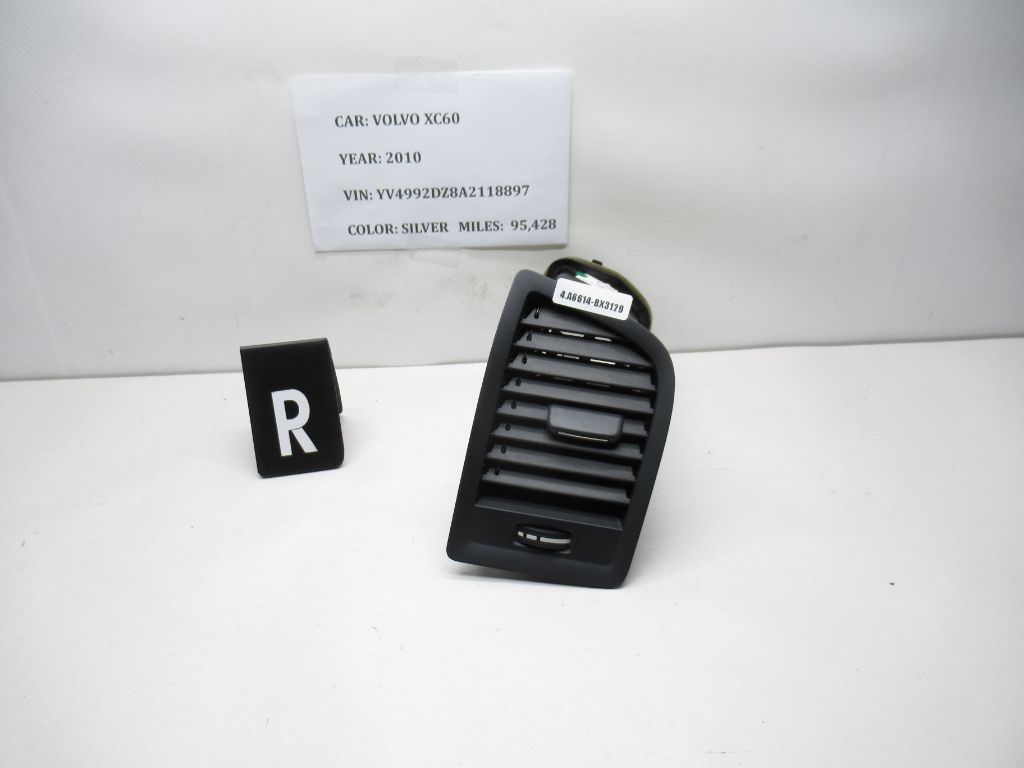 CAR: VOLVO XC60
YEAR: 2010
VIN: YV4992DZ8A2118897
COLOR: SILVER MILES: 95,428
4.A6614-BX3129
R